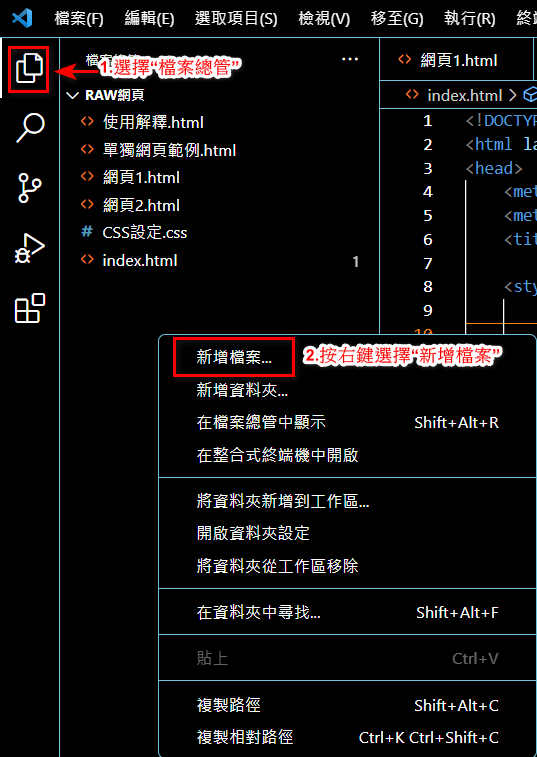 檔案(F) 編輯(E) 選取項目(S) 檢視(V) 移至(G) 執行(R)
1.選擇“檔案總管” ... 網頁1.html
RAW網頁 index.html
使用解釋.html
單獨網頁範例.html
網頁1.html
網頁2.html
# CSS設定.css
index.html 1
1 <!DOCTYP
2 <html la
3 <head>
4 <met
5 <met
6 <tit
7
8 <sty
9
10
新增檔案... 2.按右鍵選擇“新增檔案”
新增資料夾...
在檔案總管中顯示 Shift+Alt+R
在整合式終端機中開啟
將資料夾新增到工作區...
開啟資料夾設定
將資料夾從工作區移除
在資料夾中尋找... Shift+Alt+F
貼上 Ctrl+V
複製路徑 Shift+Alt+C
複製相對路徑 Ctrl+K Ctrl+Shift+C